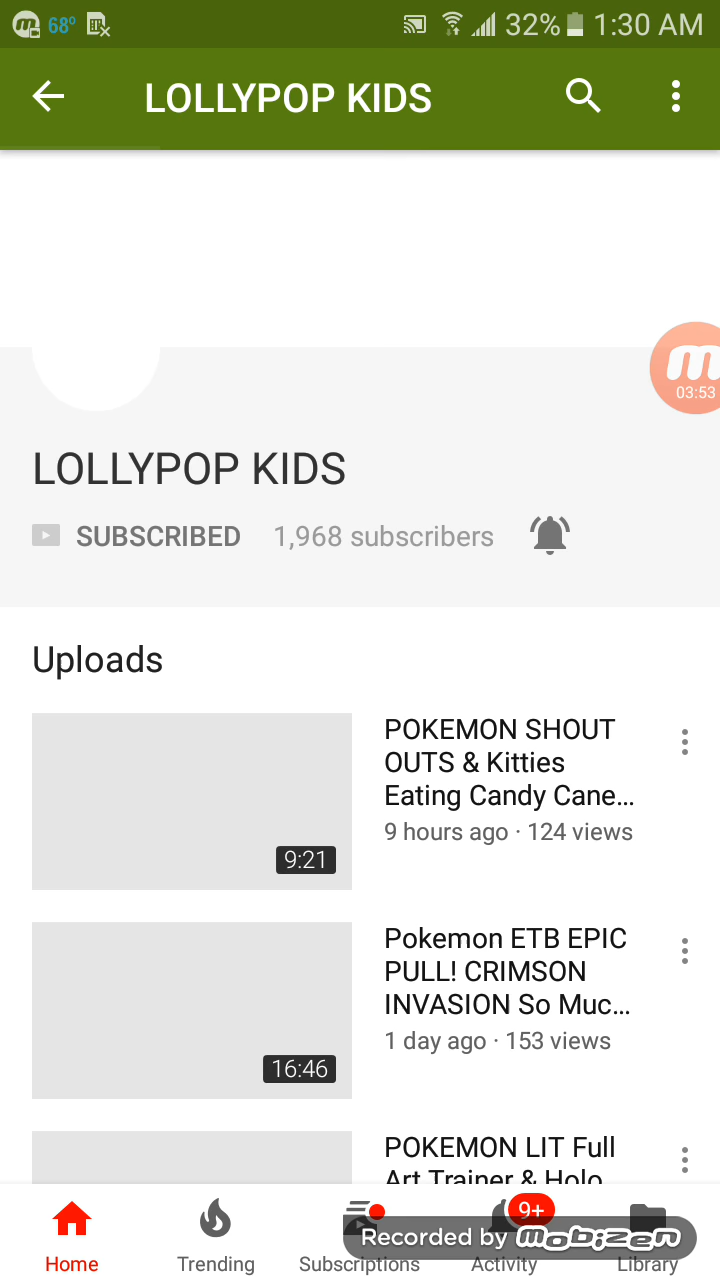 68° 32% 1:30 AM
LOLLYPOP KIDS
03:53
LOLLYPOP KIDS
SUBSCRIBED 1,968 subscribers
Uploads
POKEMON SHOUT
OUTS & Kitties
Eating Candy Cane...
9 hours ago · 124 views
9:21
Pokemon ETB EPIC
PULL! CRIMSON
INVASION So Muc...
1 day ago · 153 views
16:46
POKEMON LIT Full
Art Trainer & Holo
9+
Recorded by mobizen
Home Trending Subscriptions Activity Library